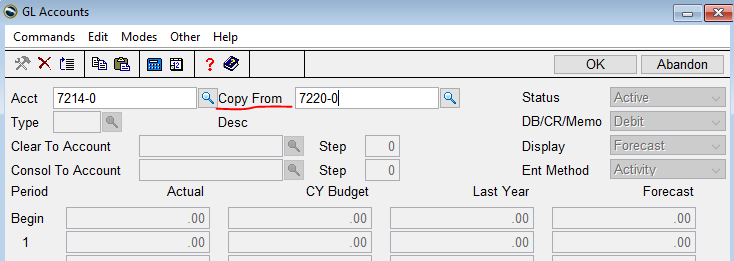 GL Accounts
Commands Edit Modes Other Help
OK Abandon
Acct 7214-0 Copy From 7220-0 Status Active
Type Desc DB/CR/Memo Debit
Clear To Account Step 0 Display Forecast
Consol To Account Step 0 Ent Method Activity
Period Actual CY Budget Last Year Forecast
Begin .00 .00 .00 .00
1 .00 .00 .00 .00